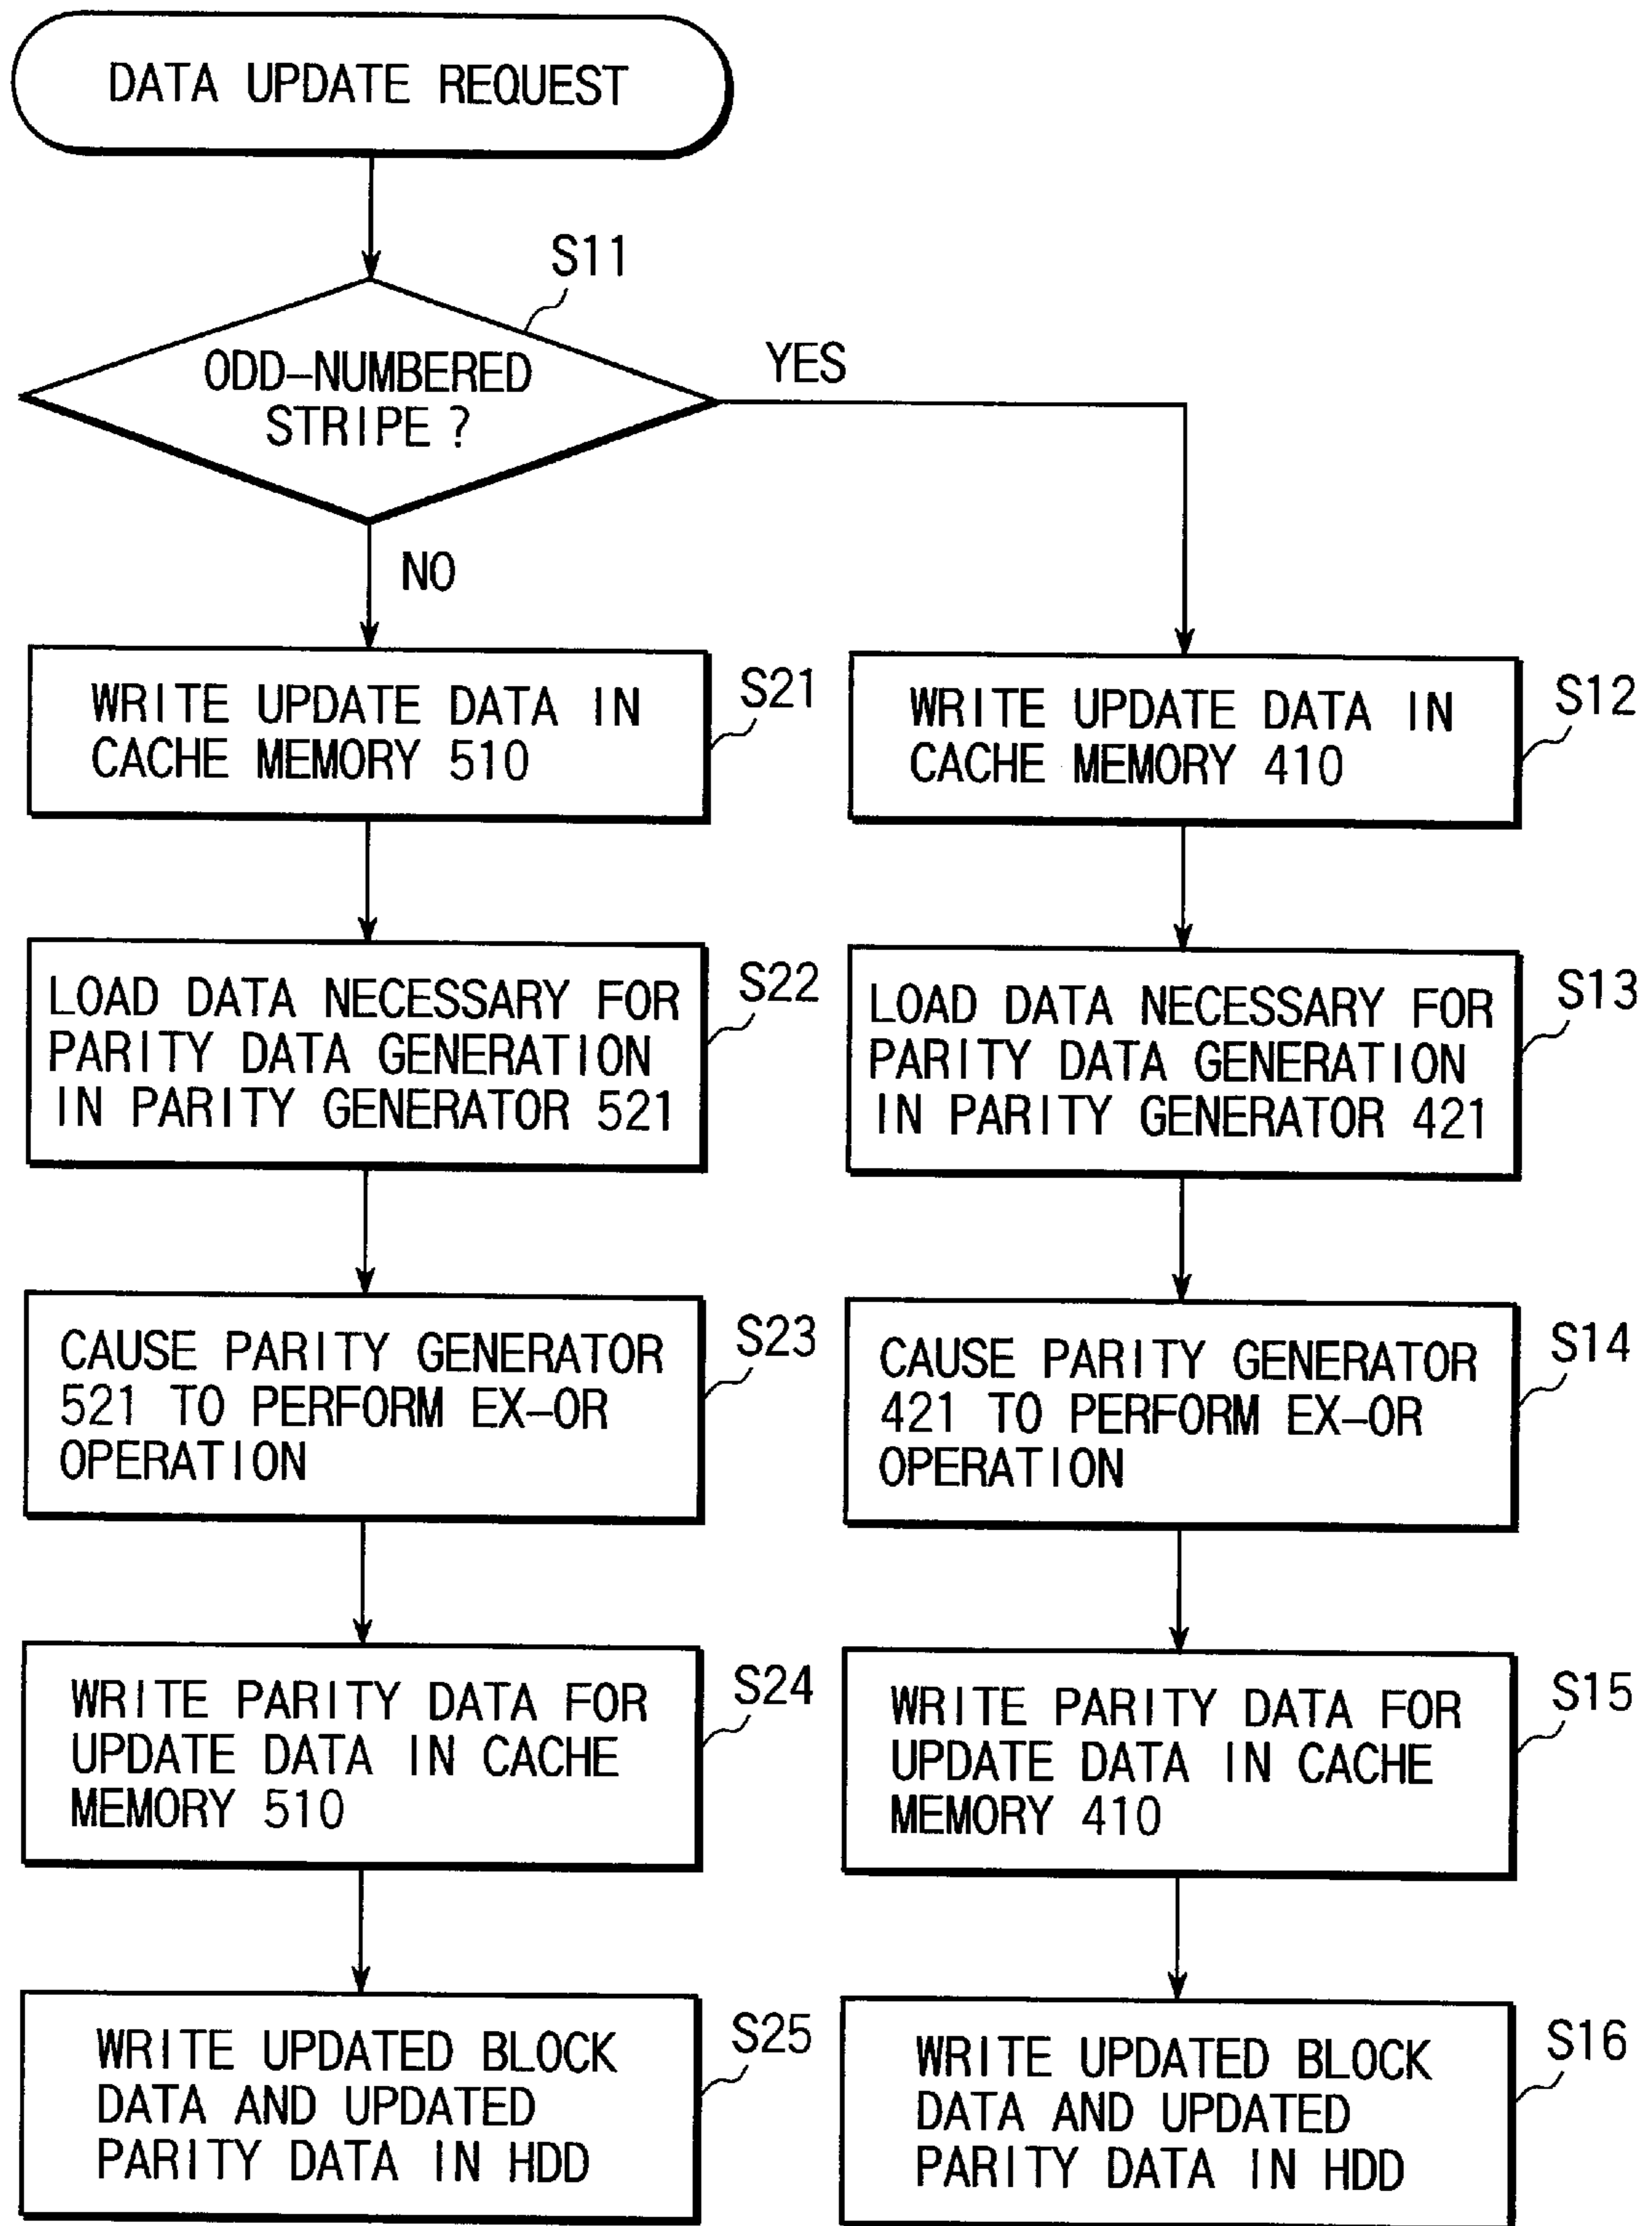 DATA UPDATE REQUEST
S11
ODD-NUMBERED
STRIPE ?
YES
NO
WRITE UPDATE DATA IN
CACHE MEMORY 510
S21
WRITE UPDATE DATA IN
CACHE MEMORY 410
S12
LOAD DATA NECESSARY FOR
PARITY DATA GENERATION
IN PARITY GENERATOR 521
S22
LOAD DATA NECESSARY FOR
PARITY DATA GENERATION
IN PARITY GENERATOR 421
S13
CAUSE PARITY GENERATOR
521 TO PERFORM EX-OR
OPERATION
S23
CAUSE PARITY GENERATOR
421 TO PERFORM EX-OR
OPERATION
S14
WRITE PARITY DATA FOR
UPDATE DATA IN CACHE
MEMORY 510
S24
WRITE PARITY DATA FOR
UPDATE DATA IN CACHE
MEMORY 410
S15
WRITE UPDATED BLOCK
DATA AND UPDATED
PARITY DATA IN HDD
S25
WRITE UPDATED BLOCK
DATA AND UPDATED
PARITY DATA IN HDD
S16